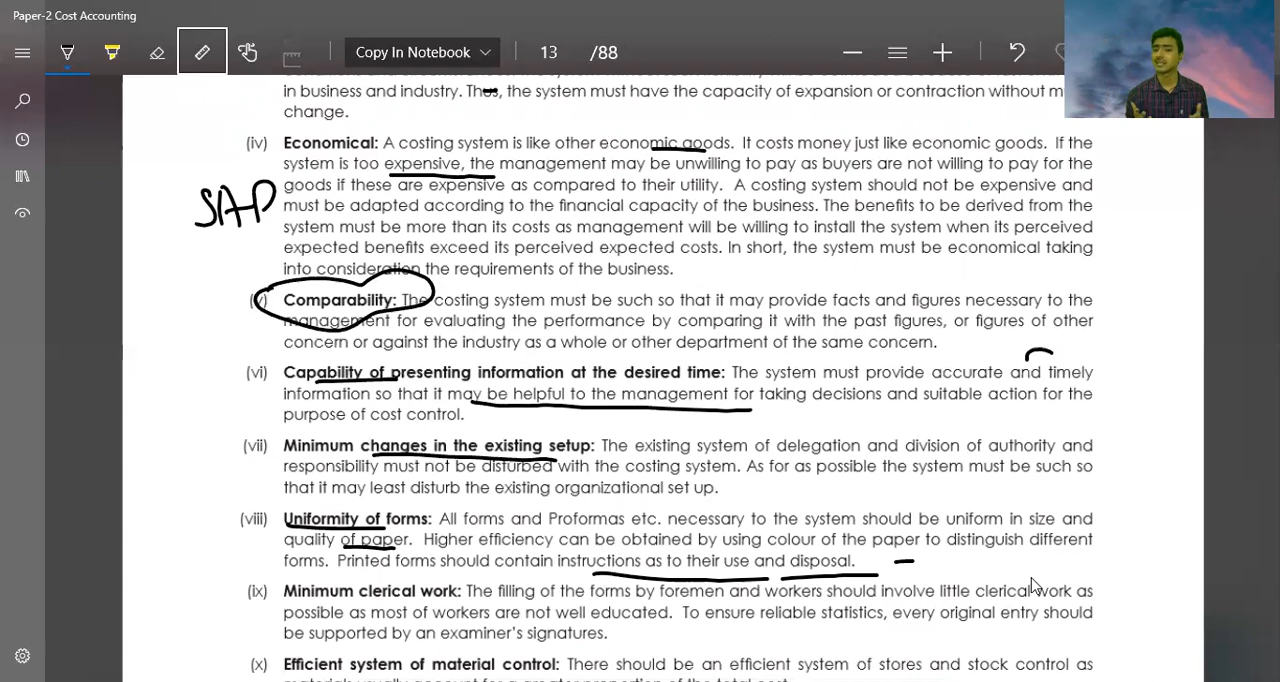 Paper-2 Cost Accounting
Copy In Notebook
13 /88
in business and industry. Thus, the system must have the capacity of expansion or contraction without
change.
(iv) Economical: A costing system is like other economic goods. It costs money just like economic goods. If the
system is too expensive, the management may be unwilling to pay as buyers are not willing to pay for the
goods if these are expensive as compared to their utility. A costing system should not be expensive and
SAP
must be adapted according to the financial capacity of the business. The benefits to be derived from the
system must be more than its costs as management will be willing to install the system when its perceived
expected benefits exceed its perceived expected costs. In short, the system must be economical taking
into consideration the requirements of the business.
(v) Comparability: The costing system must be such so that it may provide facts and figures necessary to the
management for evaluating the performance by comparing it with the past figures, or figures of other
concern or against the industry as a whole or other department of the same concern.
(vi) Capability of presenting information at the desired time: The system must provide accurate and timely
information so that it may be helpful to the management for taking decisions and suitable action for the
purpose of cost control.
(vii) Minimum changes in the existing setup: The existing system of delegation and division of authority and
responsibility must not be disturbed with the costing system. As for as possible the system must be such so
that it may least disturb the existing organizational set up.
(viii) Uniformity of forms: All forms and Proformas etc. necessary to the system should be uniform in size and
quality of paper. Higher efficiency can be obtained by using colour of the paper to distinguish different
forms. Printed forms should contain instructions as to their use and disposal.
(ix) Minimum clerical work: The filling of the forms by foremen and workers should involve little clerical work as
possible as most of workers are not well educated. To ensure reliable statistics, every original entry should
be supported by an examiner's signatures.
(x) Efficient system of material control: There should be an efficient system of stores and stock control as